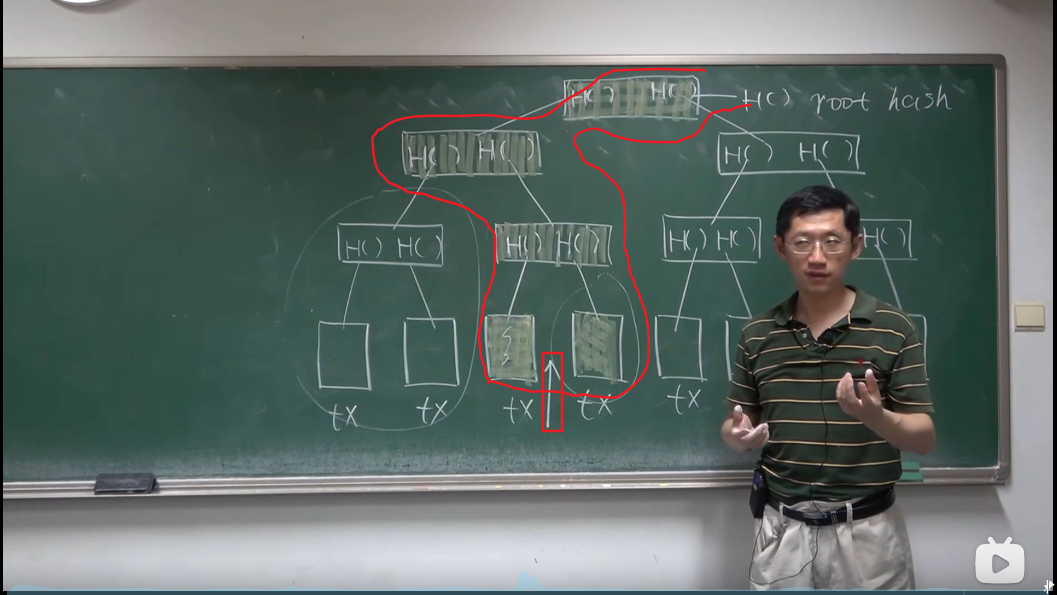 H( ) H( ) H( ) root hash
H( ) H( ) H( ) H( )
H( ) H( ) H( ) H( ) H( ) H( ) H( )
tx tx tx tx tx